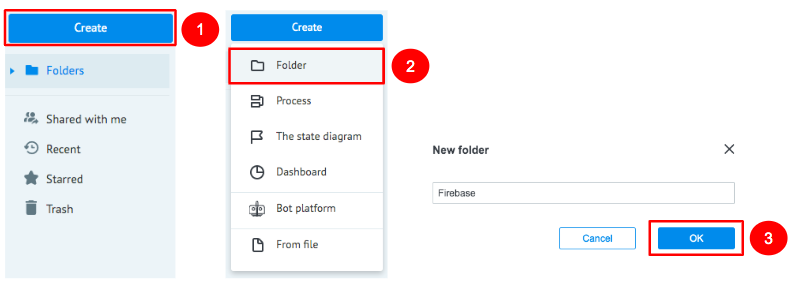 Create
1
Folders
Shared with me
Recent
Starred
Trash
Create
Folder
2
Process
The state diagram
Dashboard
Bot platform
From file
New folder
Firebase
Cancel
OK
3